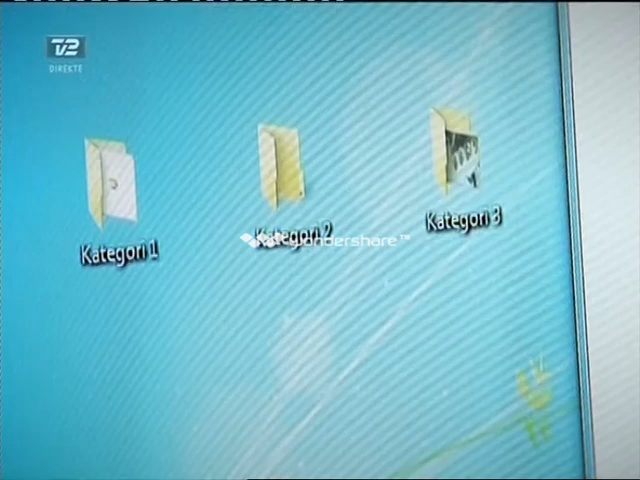 TV2
DIREKTE
Kategori 1
Kategori 2
Kategori 3
wondershare™